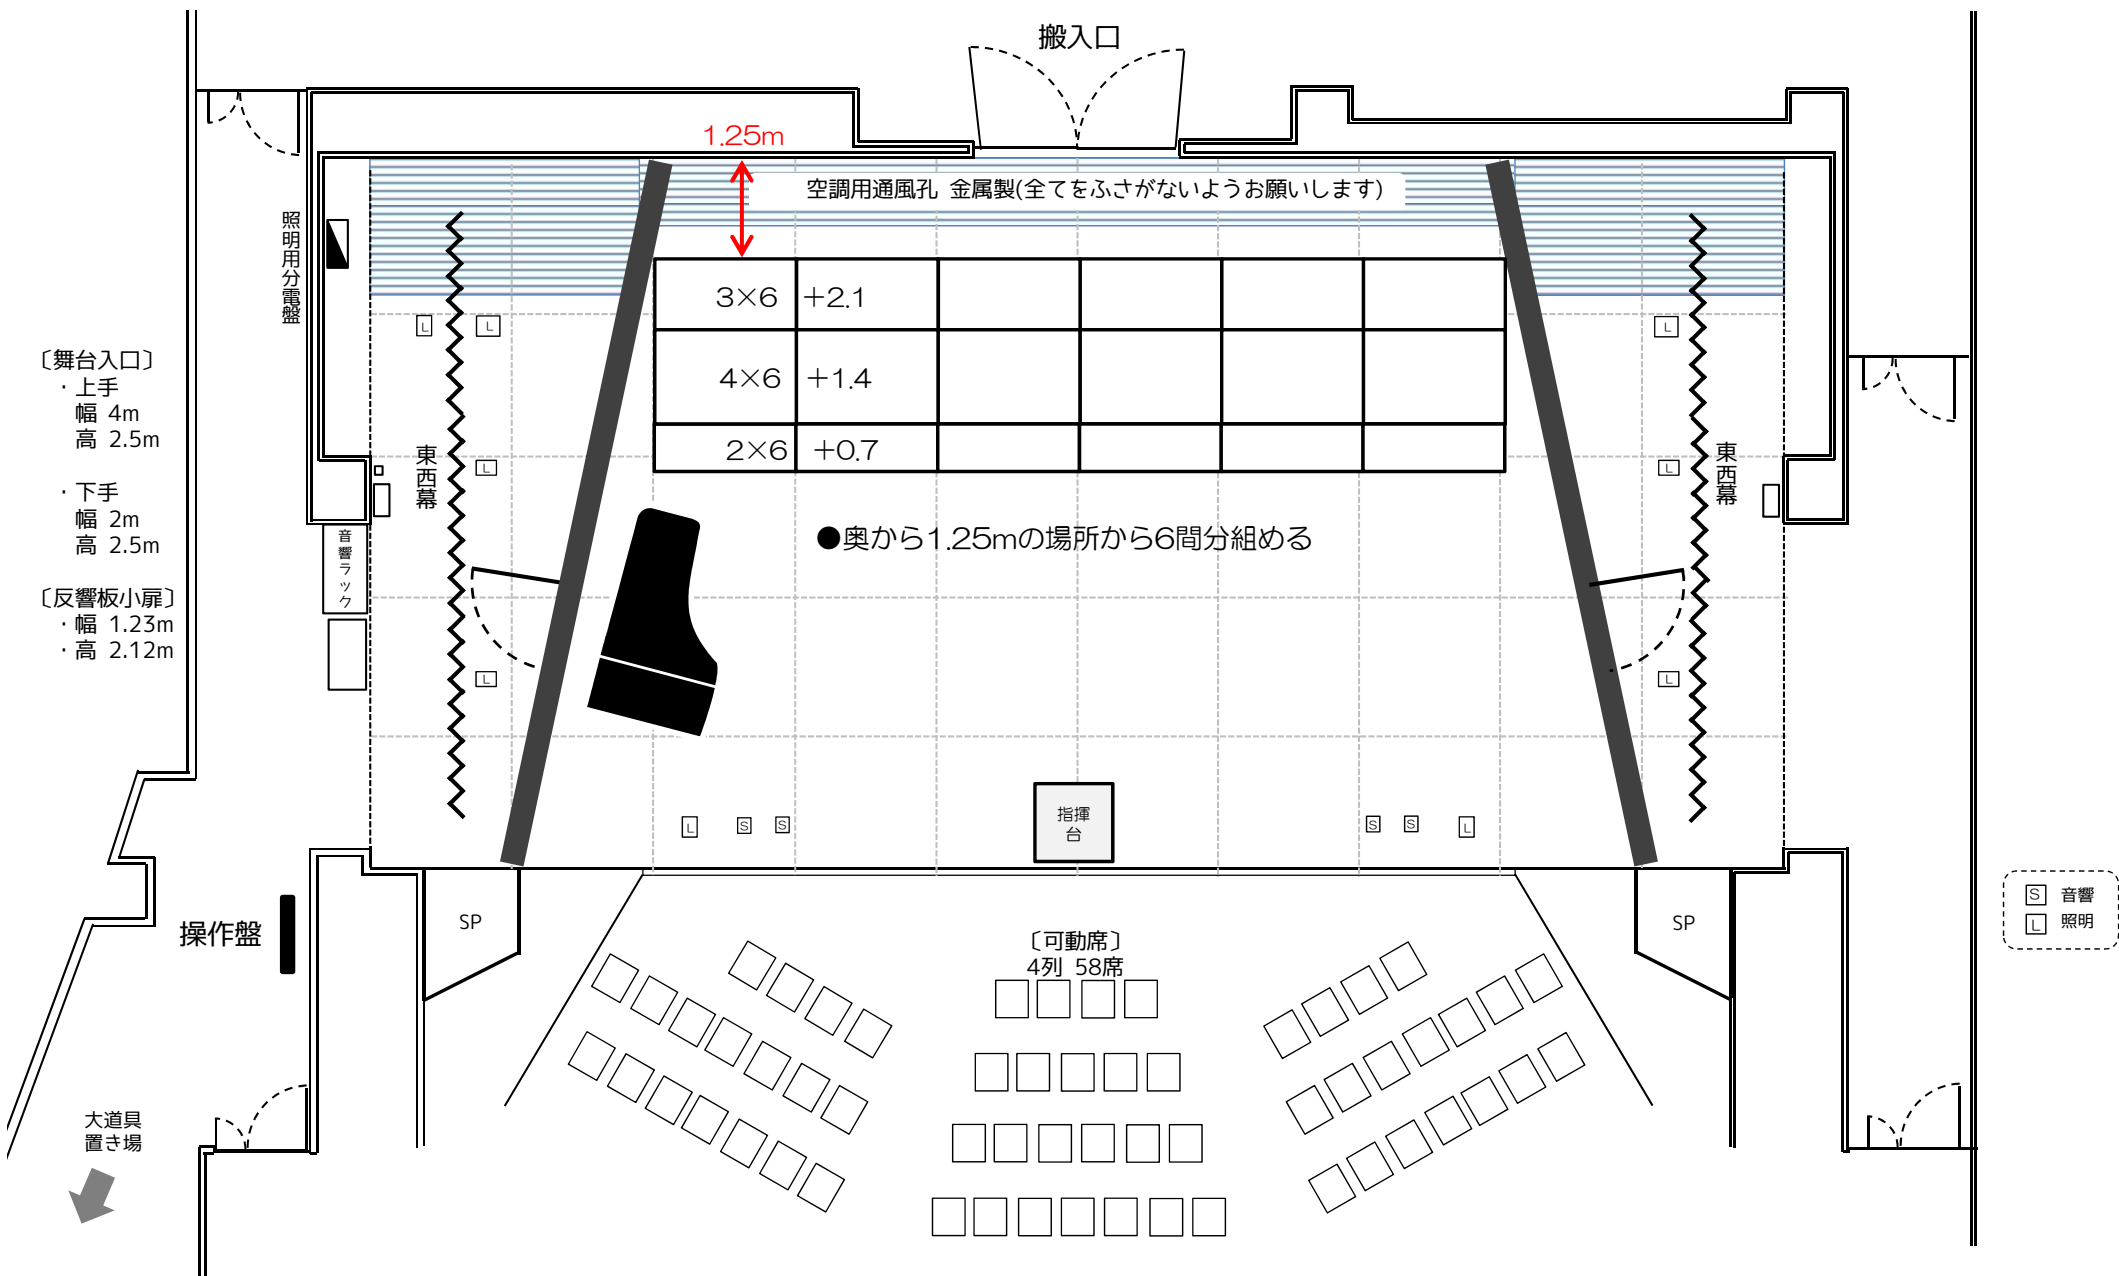 搬入口
1.25m
空調用通風孔 金属製(全てをふさがないようお願いします)
照明用分電盤
3×6 +2.1
L
L
L
〔舞台入口〕
・上手
幅 4m
高 2.5m
4×6 +1.4
2×6 +0.7
東西幕
東西幕
L
L
・下手
幅 2m
高 2.5m
音響ラック
●奥から1.25mの場所から6間分組める
〔反響板小扉〕
・幅 1.23m
・高 2.12m
L
L
L
S
S
指揮
台
S
S
L
操作盤
SP
SP
S 音響
L 照明
〔可動席〕
4列 58席
大道具
置き場